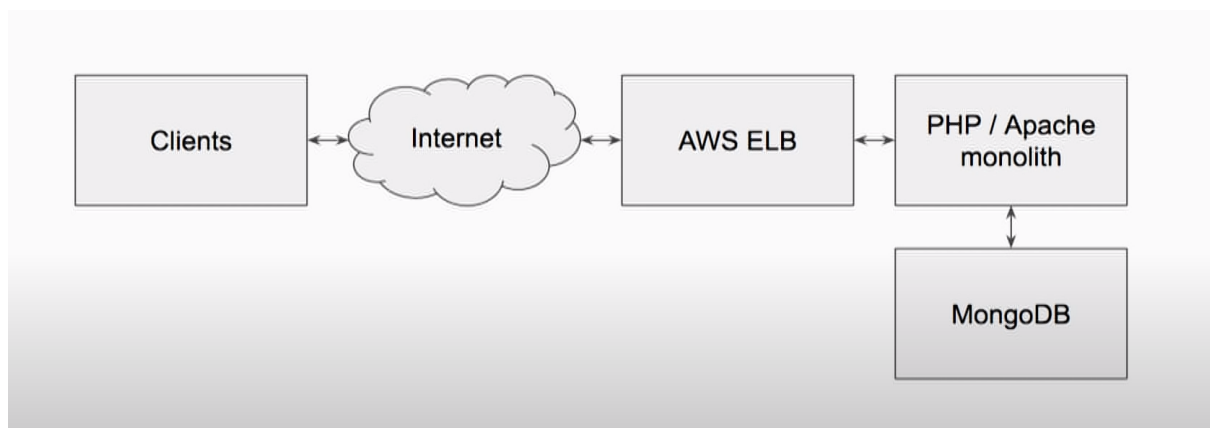 Clients
Internet
AWS ELB
PHP / Apache
monolith
MongoDB